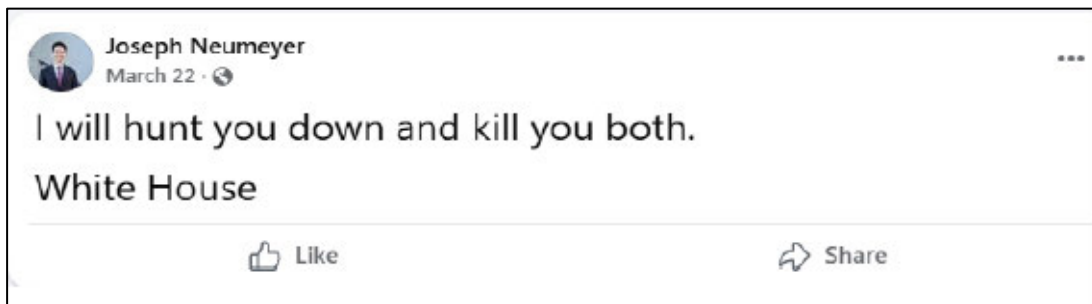 Joseph Neumeyer
March 22 ·
I will hunt you down and kill you both.
White House
Like
Share